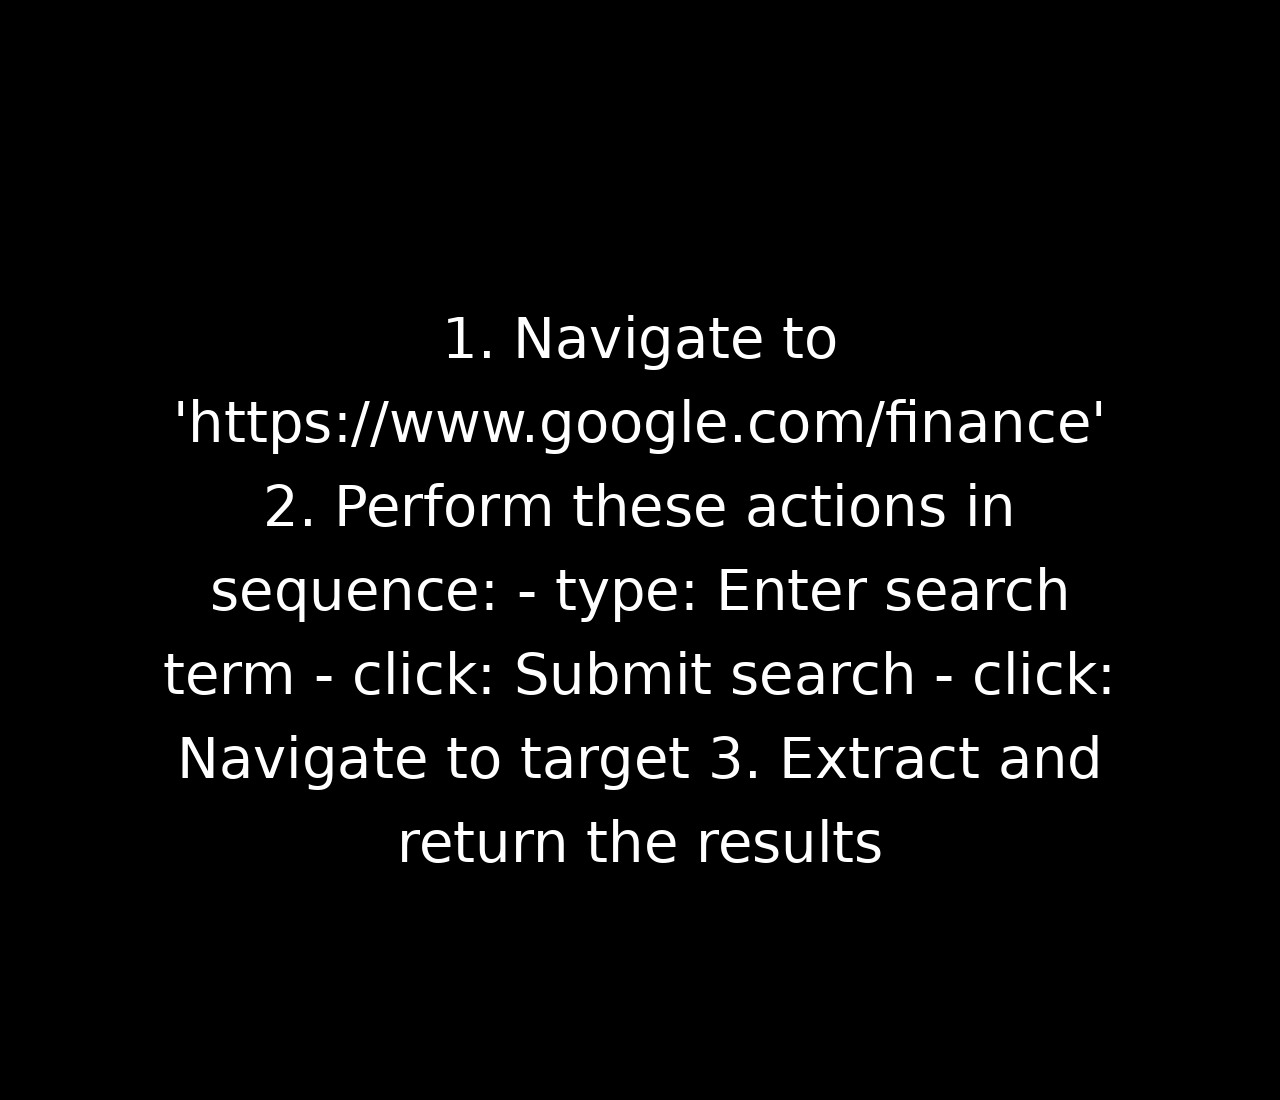 1. Navigate to
'https://www.google.com/finance'
2. Perform these actions in
sequence: - type: Enter search
term - click: Submit search - click:
Navigate to target 3. Extract and
return the results